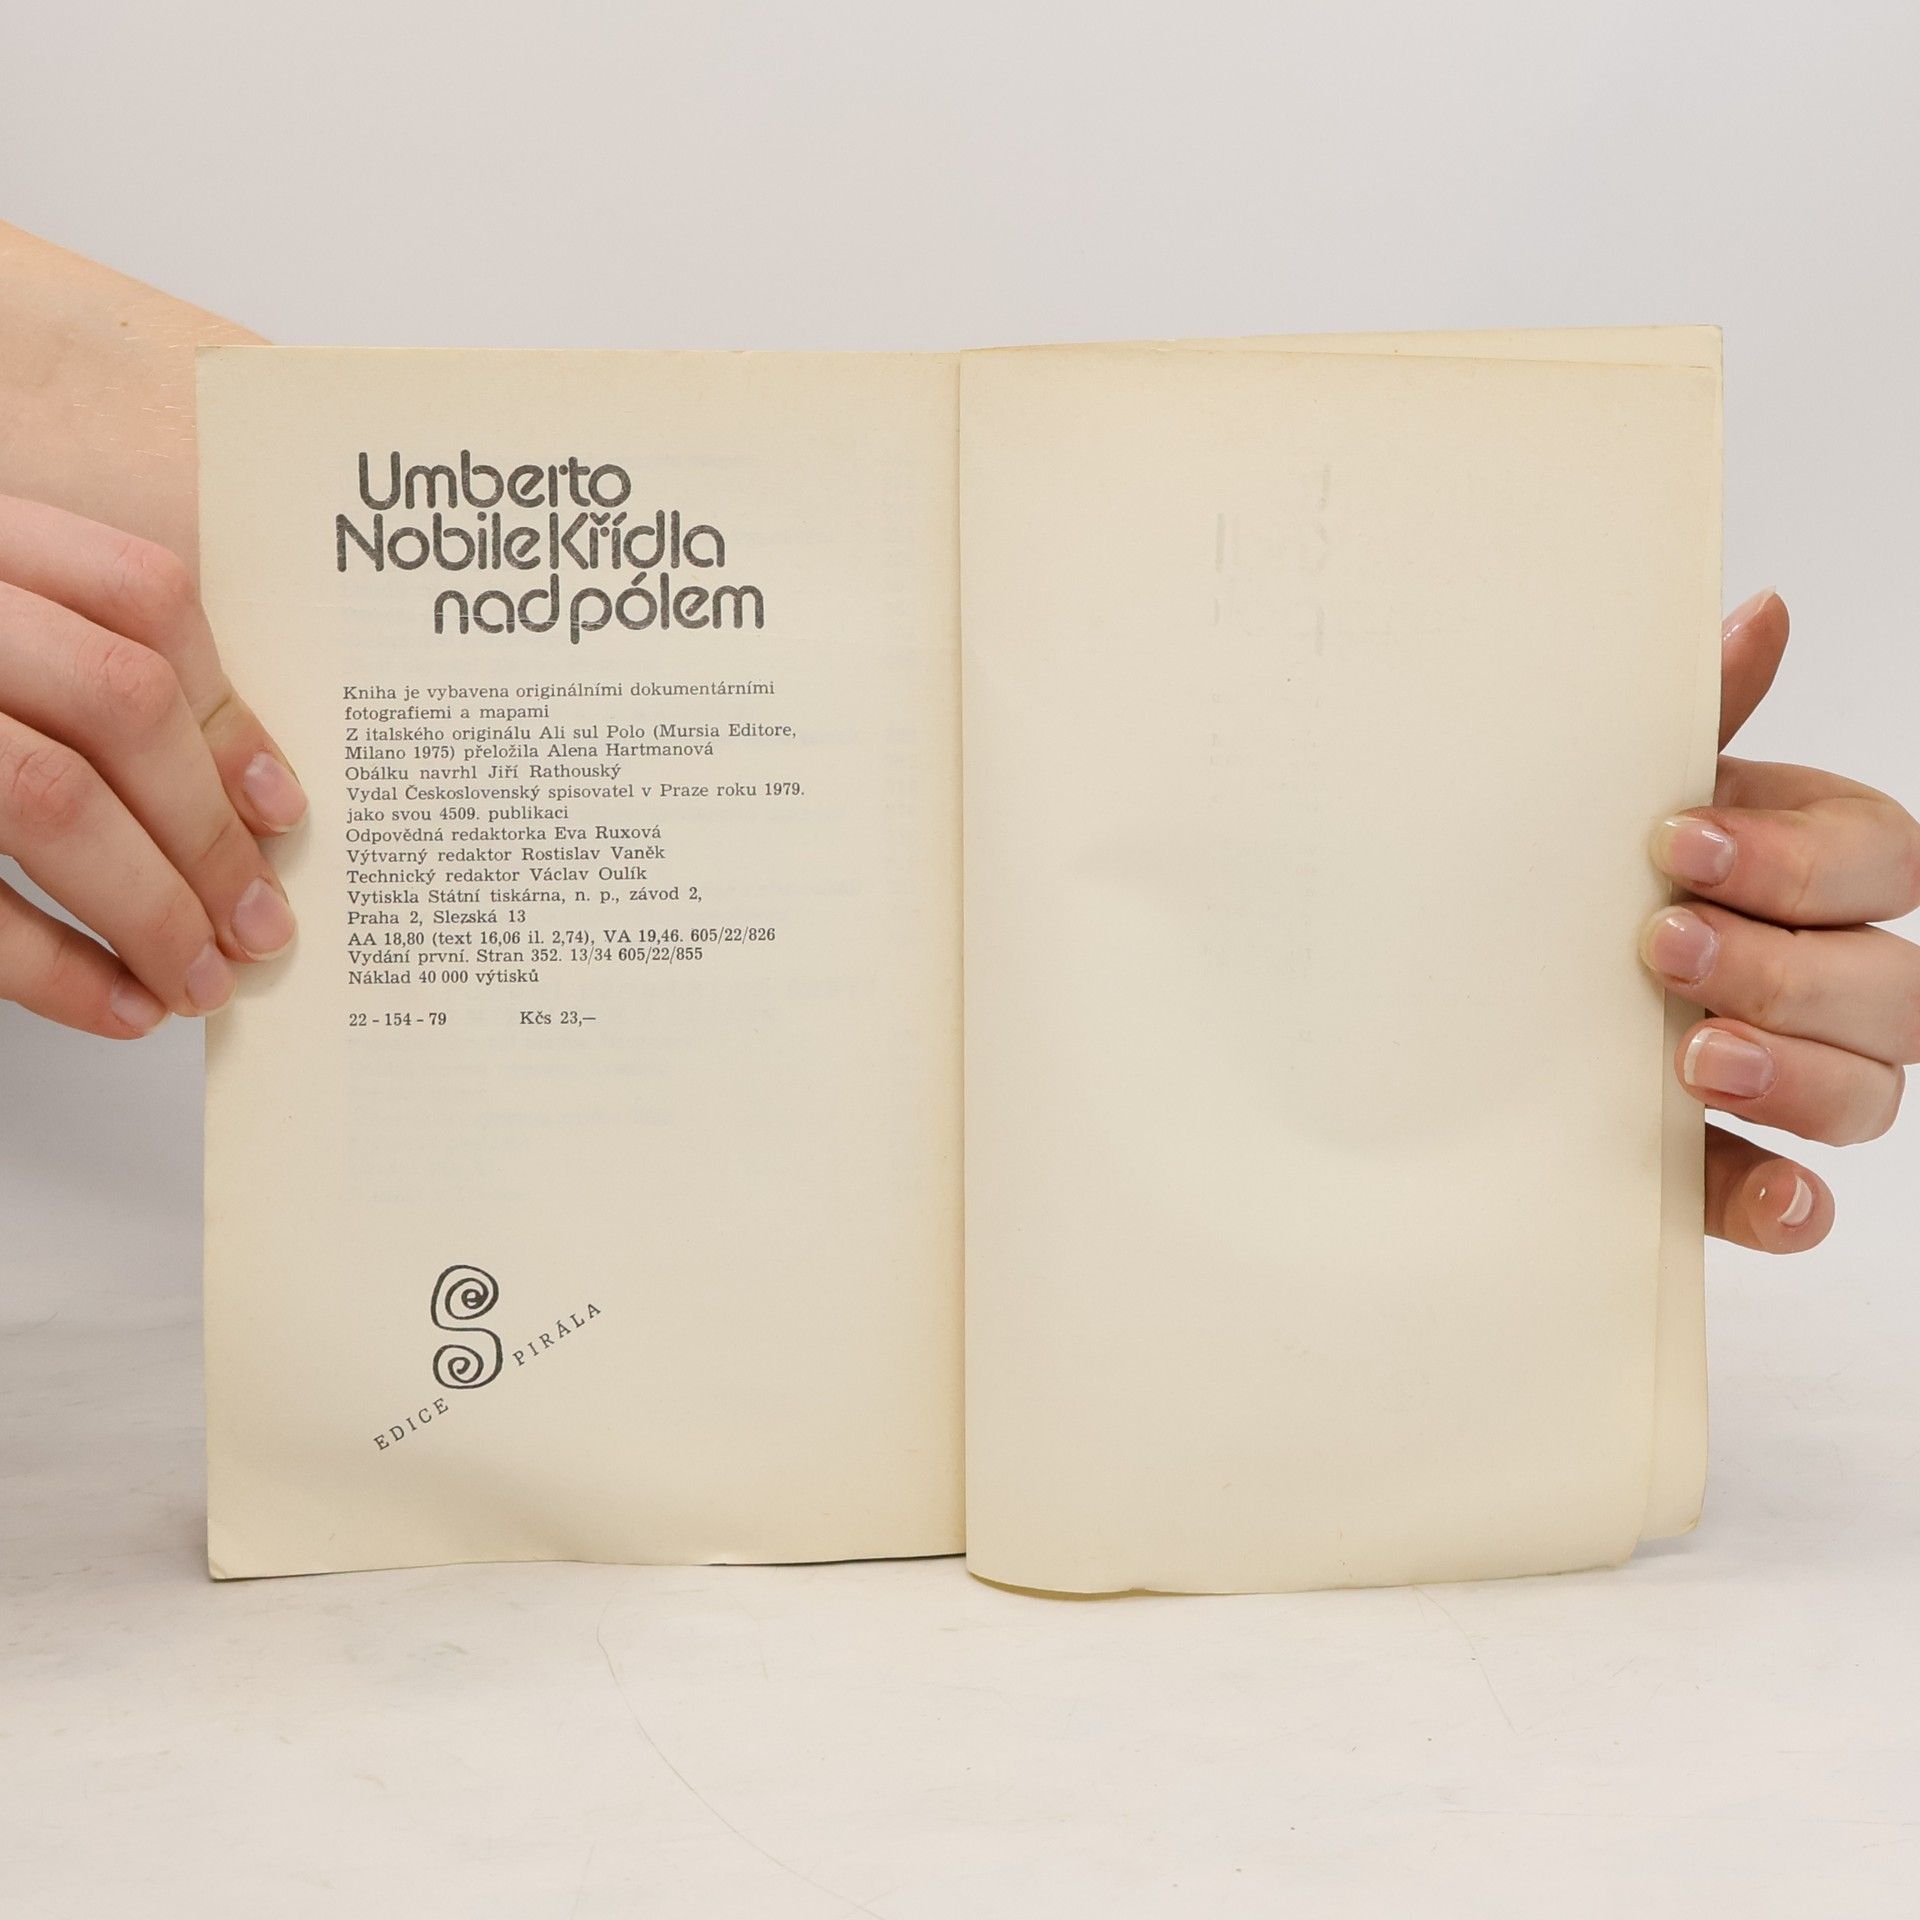 Umberto
Nobile Křídla
nad pólem
Kniha je vybavena originálními dokumentárními
fotografiemi a mapami
Z italského originálu Ali sul Polo (Mursia Editore,
Milano 1975) přeložila Alena Hartmanová
Obálku navrhl Jiří Rathouský
Vydal Československý spisovatel v Praze roku 1979.
jako svou 4509. publikaci
Odpovědná redaktorka Eva Ruxová
Výtvarný redaktor Rostislav Vaněk
Technický redaktor Václav Oulík
Vytiskla Státní tiskárna, n. p., závod 2,
Praha 2, Slezská 13
AA 18,80 (text 16,06 il. 2,74), VA 19,46. 605/22/826
Vydání první. Stran 352. 13/34 605/22/855
Náklad 40 000 výtisků
22 - 154 - 79 Kčs 23,—
EDICE SPIRÁLA